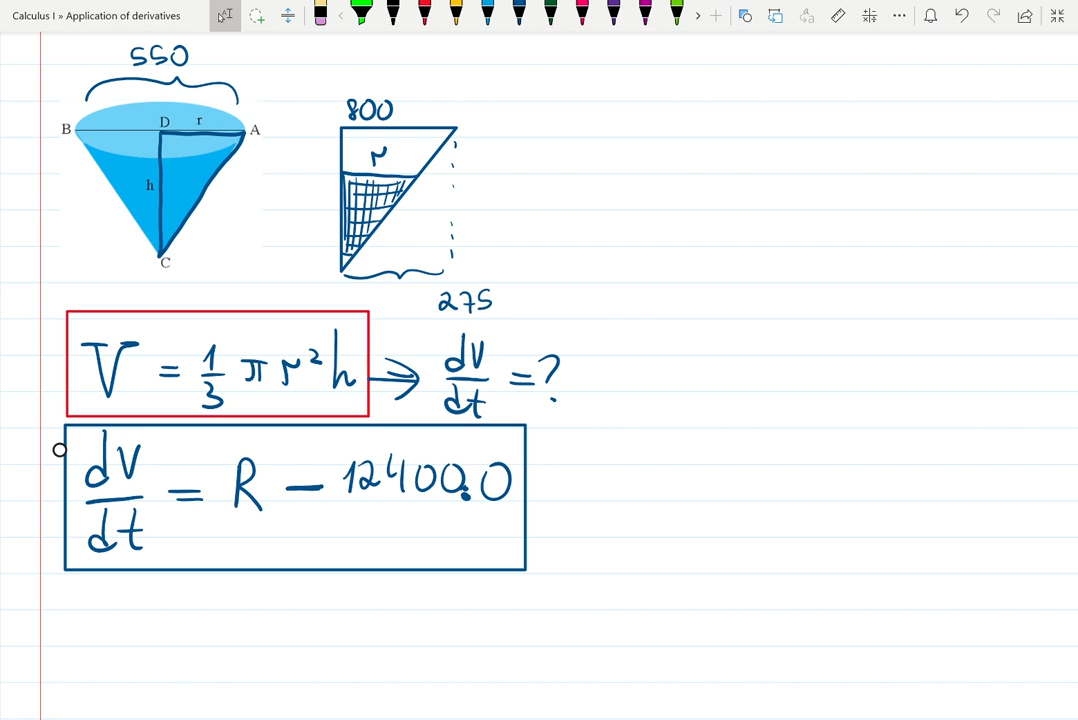 Calculus I » Application of derivatives
550
B D r A
h
C
800
r
275
V = 1/3 π r² h ⇒ dV/dt = ?
dV/dt = R - 12400.0